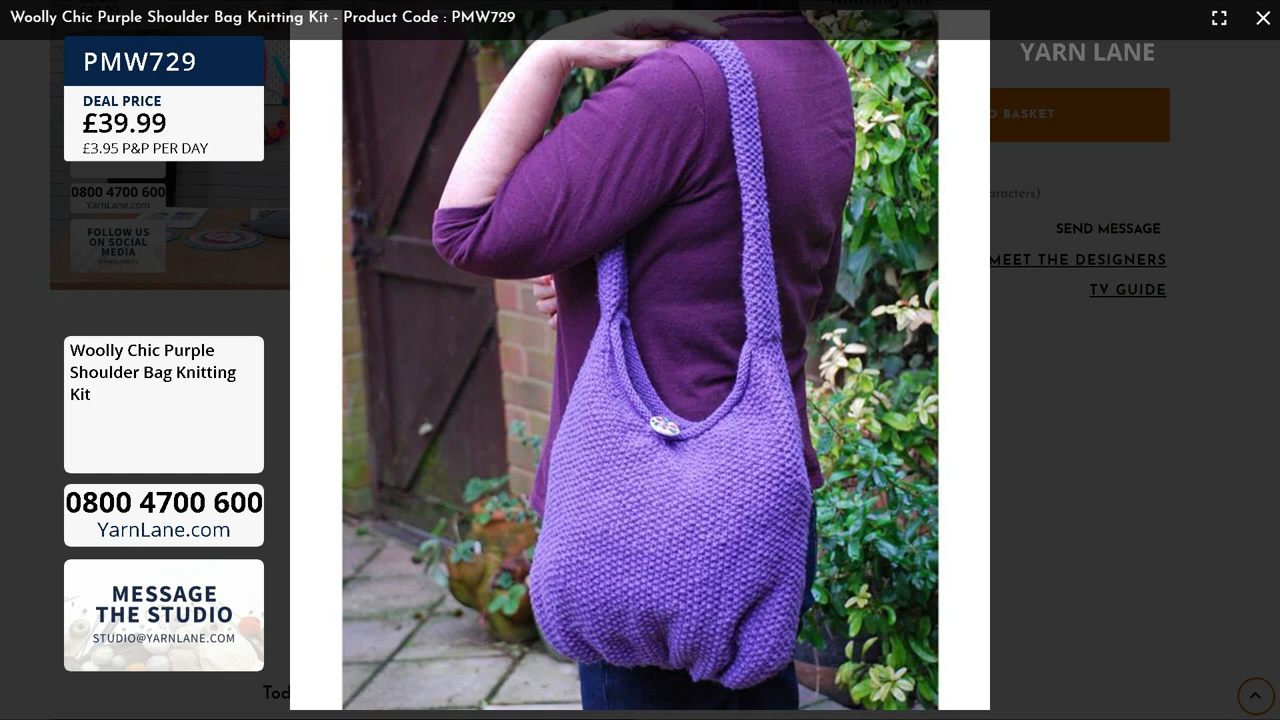 Woolly Chic Purple Shoulder Bag Knitting Kit - Product Code : PMW729
PMW729
DEAL PRICE
£39.99
£3.95 P&P PER DAY
YARN LANE
BASKET
aracters)
0800 4700 600
YarnLane.com
FOLLOW US
ON SOCIAL
MEDIA
SEND MESSAGE
MEET THE DESIGNERS
TV GUIDE
Woolly Chic Purple
Shoulder Bag Knitting
Kit
0800 4700 600
YarnLane.com
MESSAGE
THE STUDIO
STUDIO@YARNLANE.COM
Tod